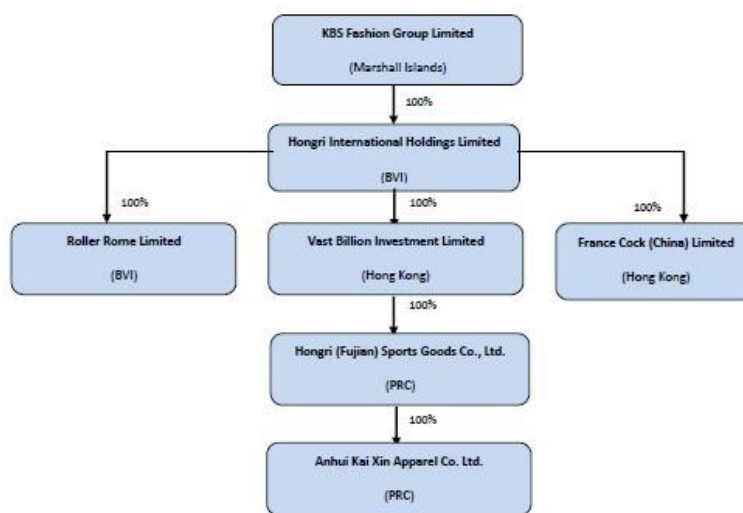 KBS Fashion Group Limited
(Marshall Islands)
100%
Hongri International Holdings Limited
(BVI)
100%
100%
100%
Roller Rome Limited
(BVI)
Vast Billion Investment Limited
(Hong Kong)
France Cock (China) Limited
(Hong Kong)
100%
Hongri (Fujian) Sports Goods Co., Ltd.
(PRC)
100%
Anhui Kai Xin Apparel Co. Ltd.
(PRC)